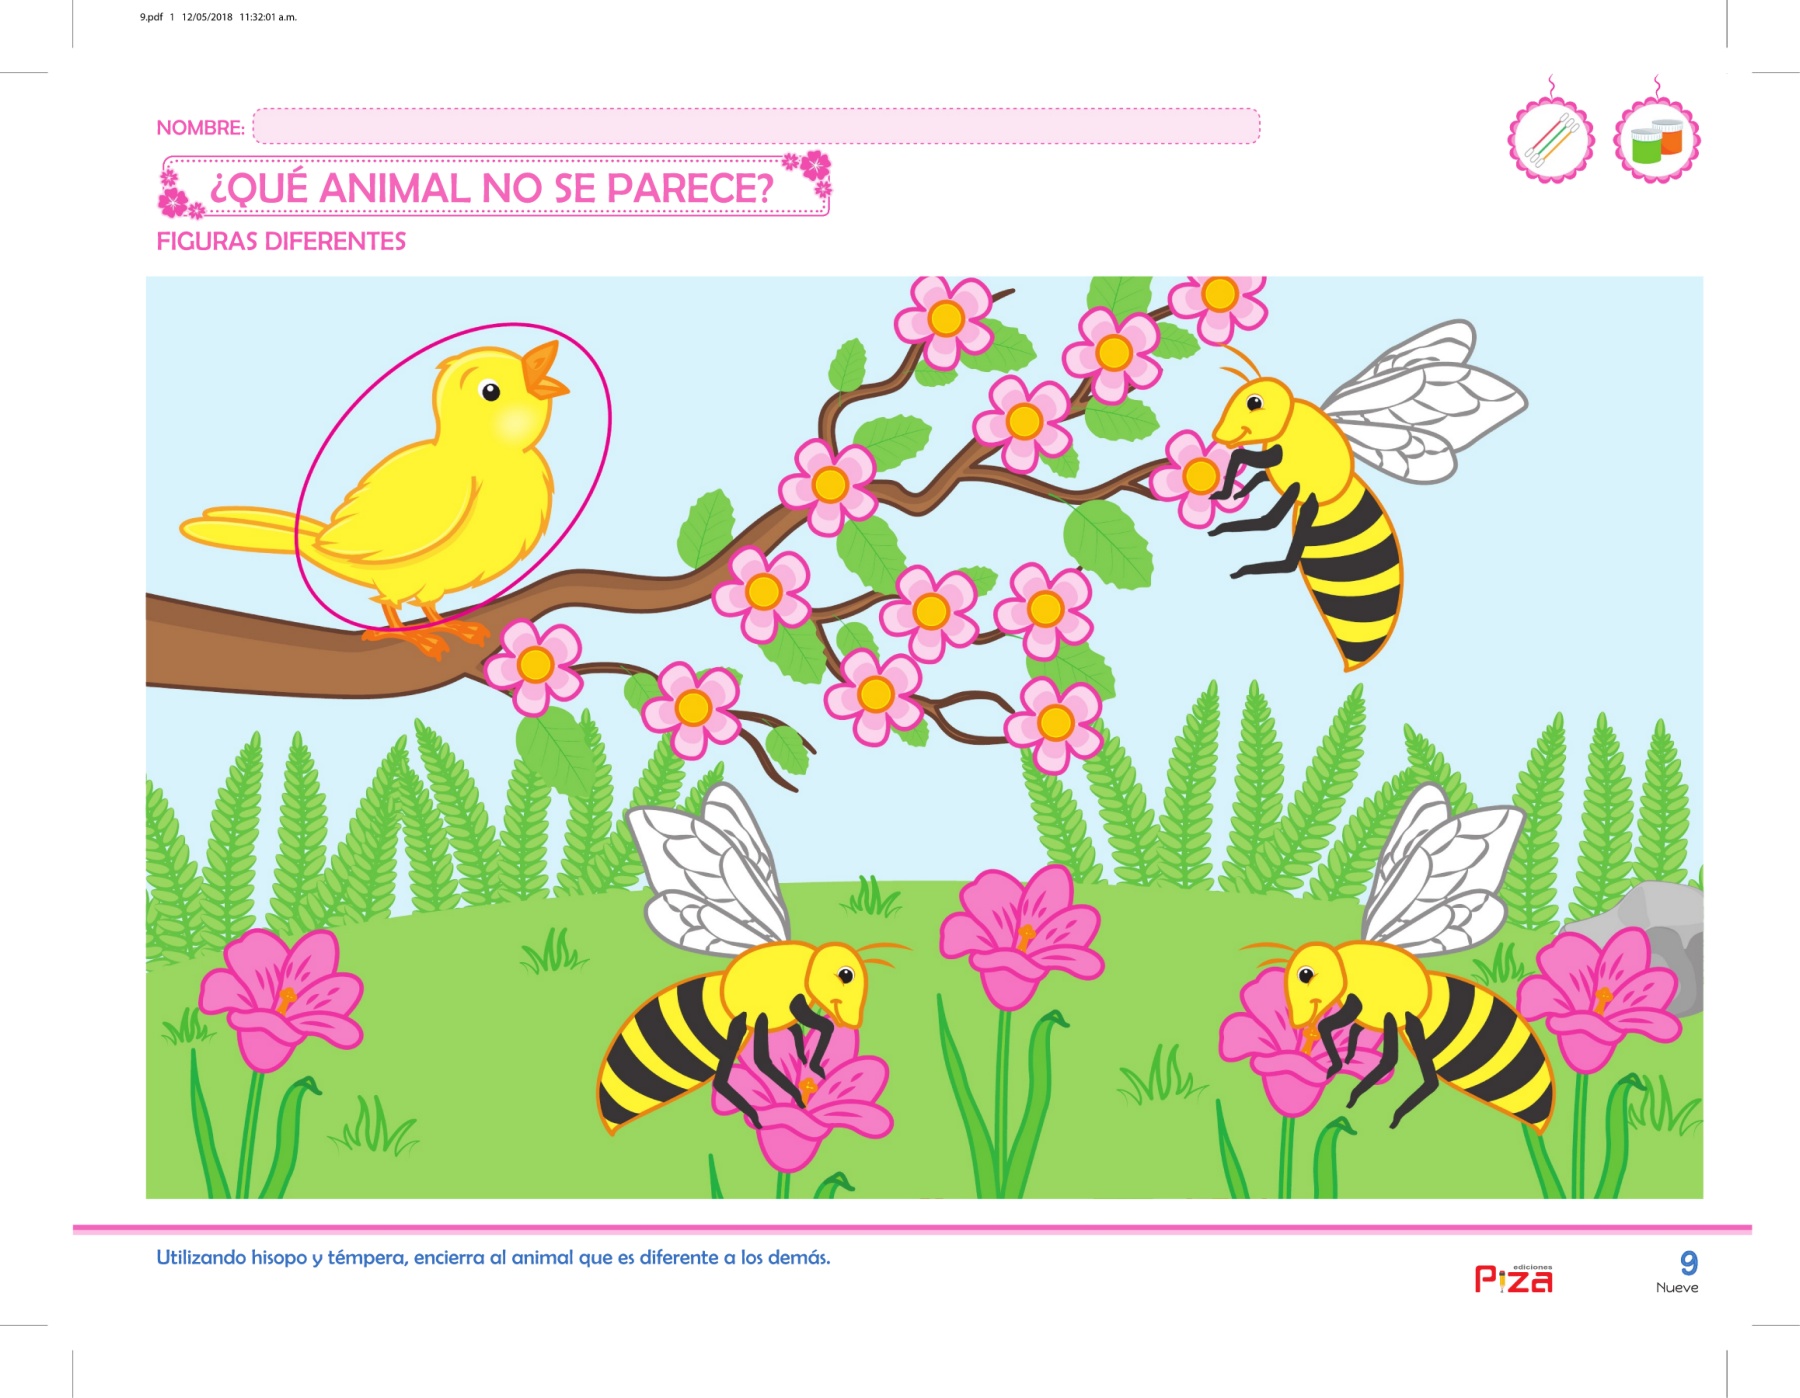 9.pdf 1 12/05/2018 11:32:01 a.m.
NOMBRE:
¿QUÉ ANIMAL NO SE PARECE?
FIGURAS DIFERENTES
Utilizando hisopo y témpera, encierra al animal que es diferente a los demás.
ediciones
Piza
9
Nueve